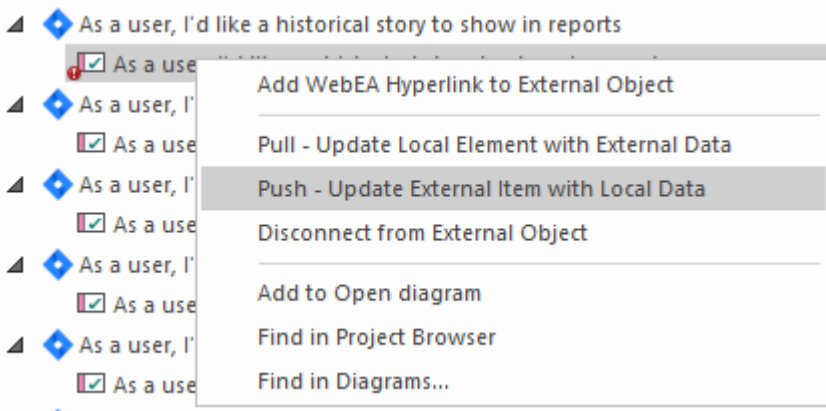 As a user, I'd like a historical story to show in reports
As a use
Add WebEA Hyperlink to External Object
As a user, I'
As a use
Pull - Update Local Element with External Data
As a user, I'
Push - Update External Item with Local Data
As a use
Disconnect from External Object
As a user, I'
As a use
Add to Open diagram
As a user, I'
Find in Project Browser
As a use
Find in Diagrams...